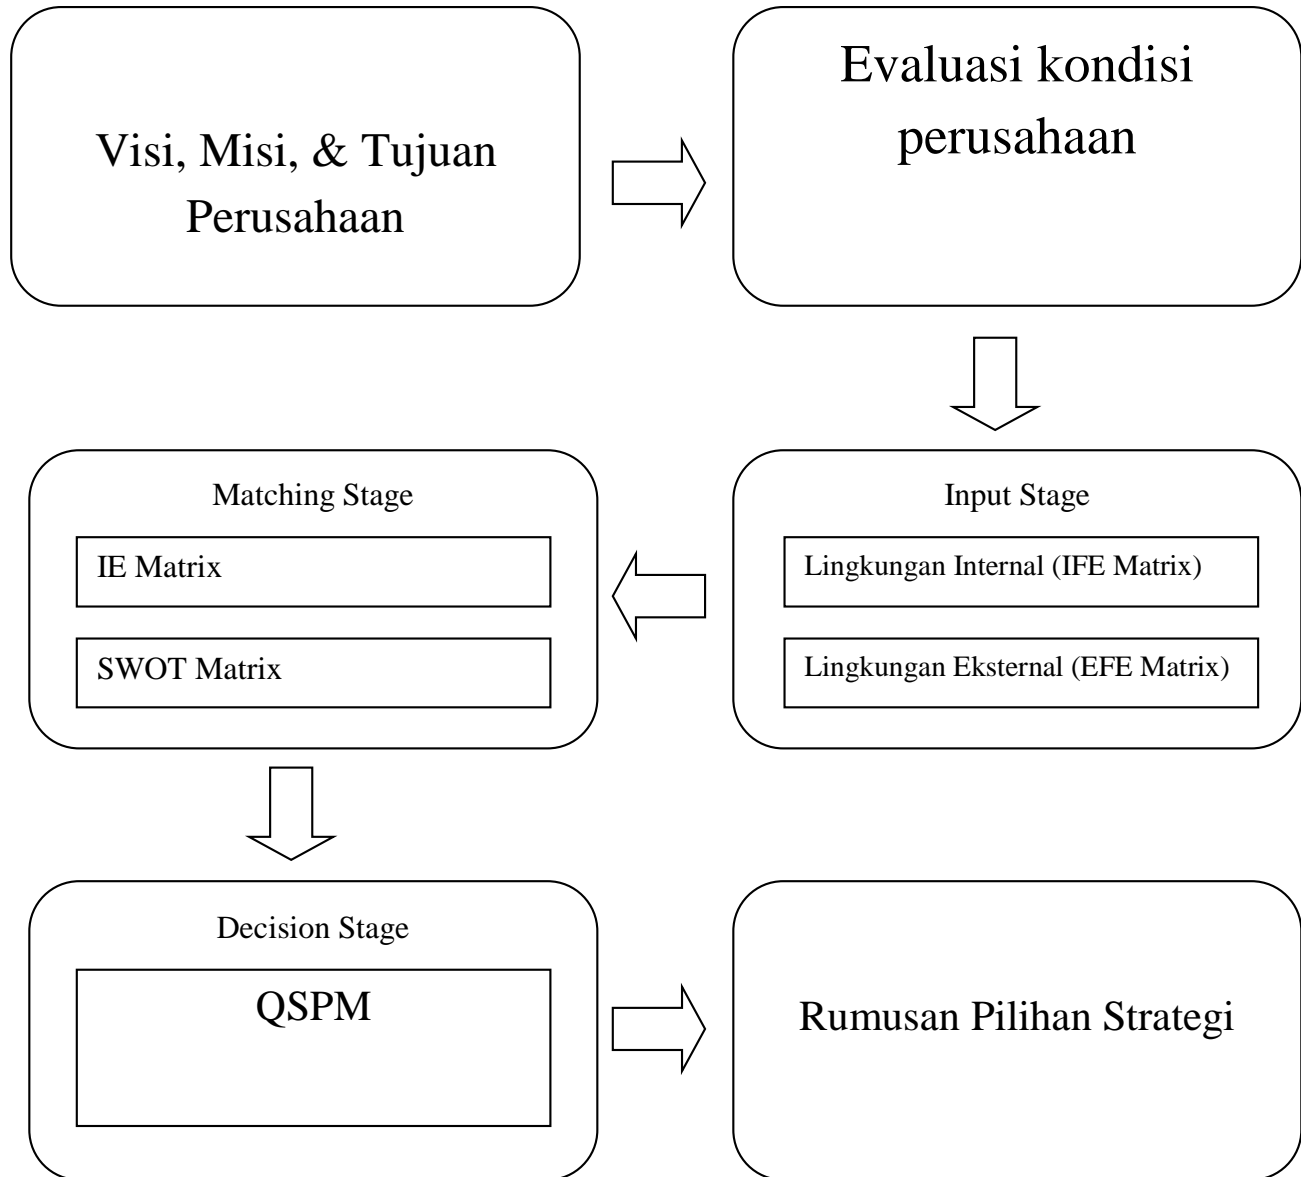 Visi, Misi, & Tujuan
Perusahaan
Evaluasi kondisi
perusahaan
Input Stage
Lingkungan Internal (IFE Matrix)
Lingkungan Eksternal (EFE Matrix)
Matching Stage
IE Matrix
SWOT Matrix
Decision Stage
QSPM
Rumusan Pilihan Strategi